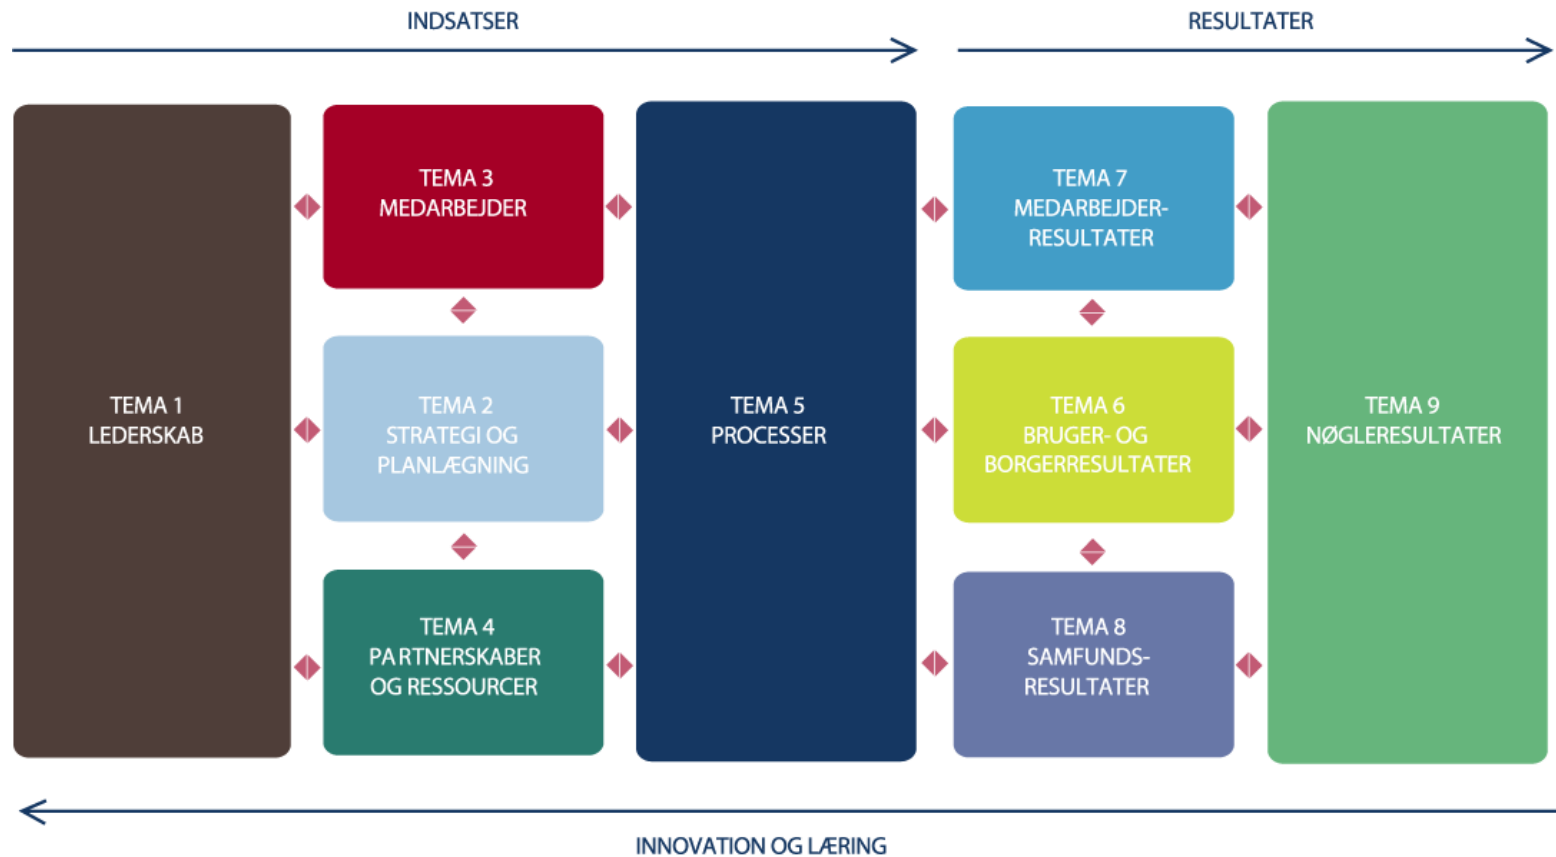 INDSATSER
RESULTATER
TEMA 1
LEDERSKAB
TEMA 3
MEDARBEJDER
TEMA 2
STRATEGI OG
PLANLÆGNING
TEMA 4
PARTNERSKABER
OG RESSOURCER
TEMA 5
PROCESSER
TEMA 7
MEDARBEJDER-
RESULTATER
TEMA 6
BRUGER- OG
BORGERRESULTATER
TEMA 8
SAMFUNDS-
RESULTATER
TEMA 9
NØGLERESULTATER
INNOVATION OG LÆRING